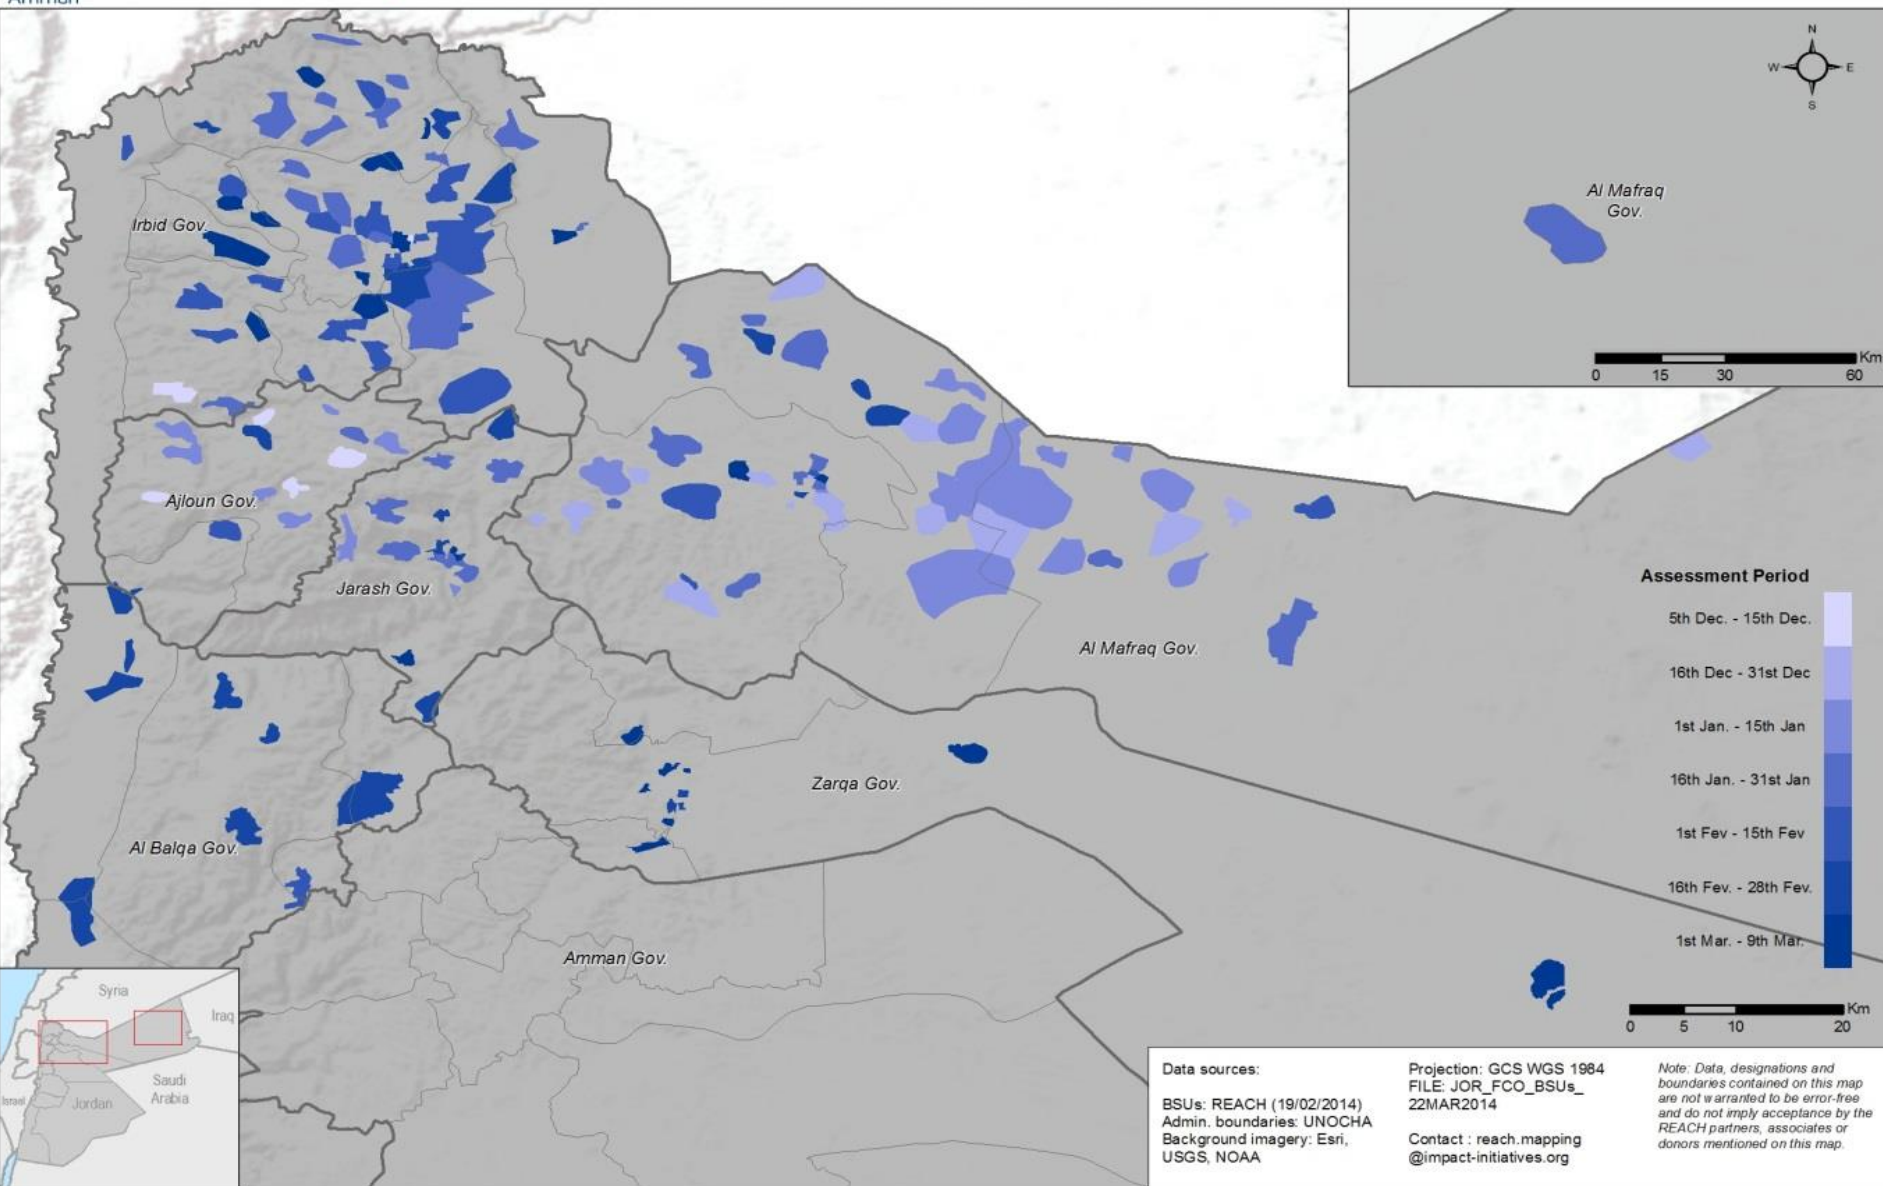 Amman
N
W
E
S
Al Mafraq
Gov.
Km
0
15
30
60
Irbid Gov.
Ajloun Gov.
Jarash Gov.
Al Mafraq Gov.
Zarqa Gov.
Al Balqa Gov.
Amman Gov.
Assessment Period
5th Dec. - 15th Dec.
16th Dec - 31st Dec
1st Jan. - 15th Jan
16th Jan. - 31st Jan
1st Fev - 15th Fev
16th Fev. - 28th Fev.
1st Mar. - 9th Mar.
Km
0
5
10
20
Syria
Iraq
Israel
Jordan
Saudi
Arabia
Data sources:
BSUs: REACH (19/02/2014)
Admin. boundaries: UNOCHA
Background imagery: Esri,
USGS, NOAA
Projection: GCS WGS 1984
FILE: JOR_FCO_BSUs_
22MAR2014
Contact : reach.mapping
@impact-initiatives.org
Note: Data, designations and
boundaries contained on this map
are not warranted to be error-free
and do not imply acceptance by the
REACH partners, associates or
donors mentioned on this map.